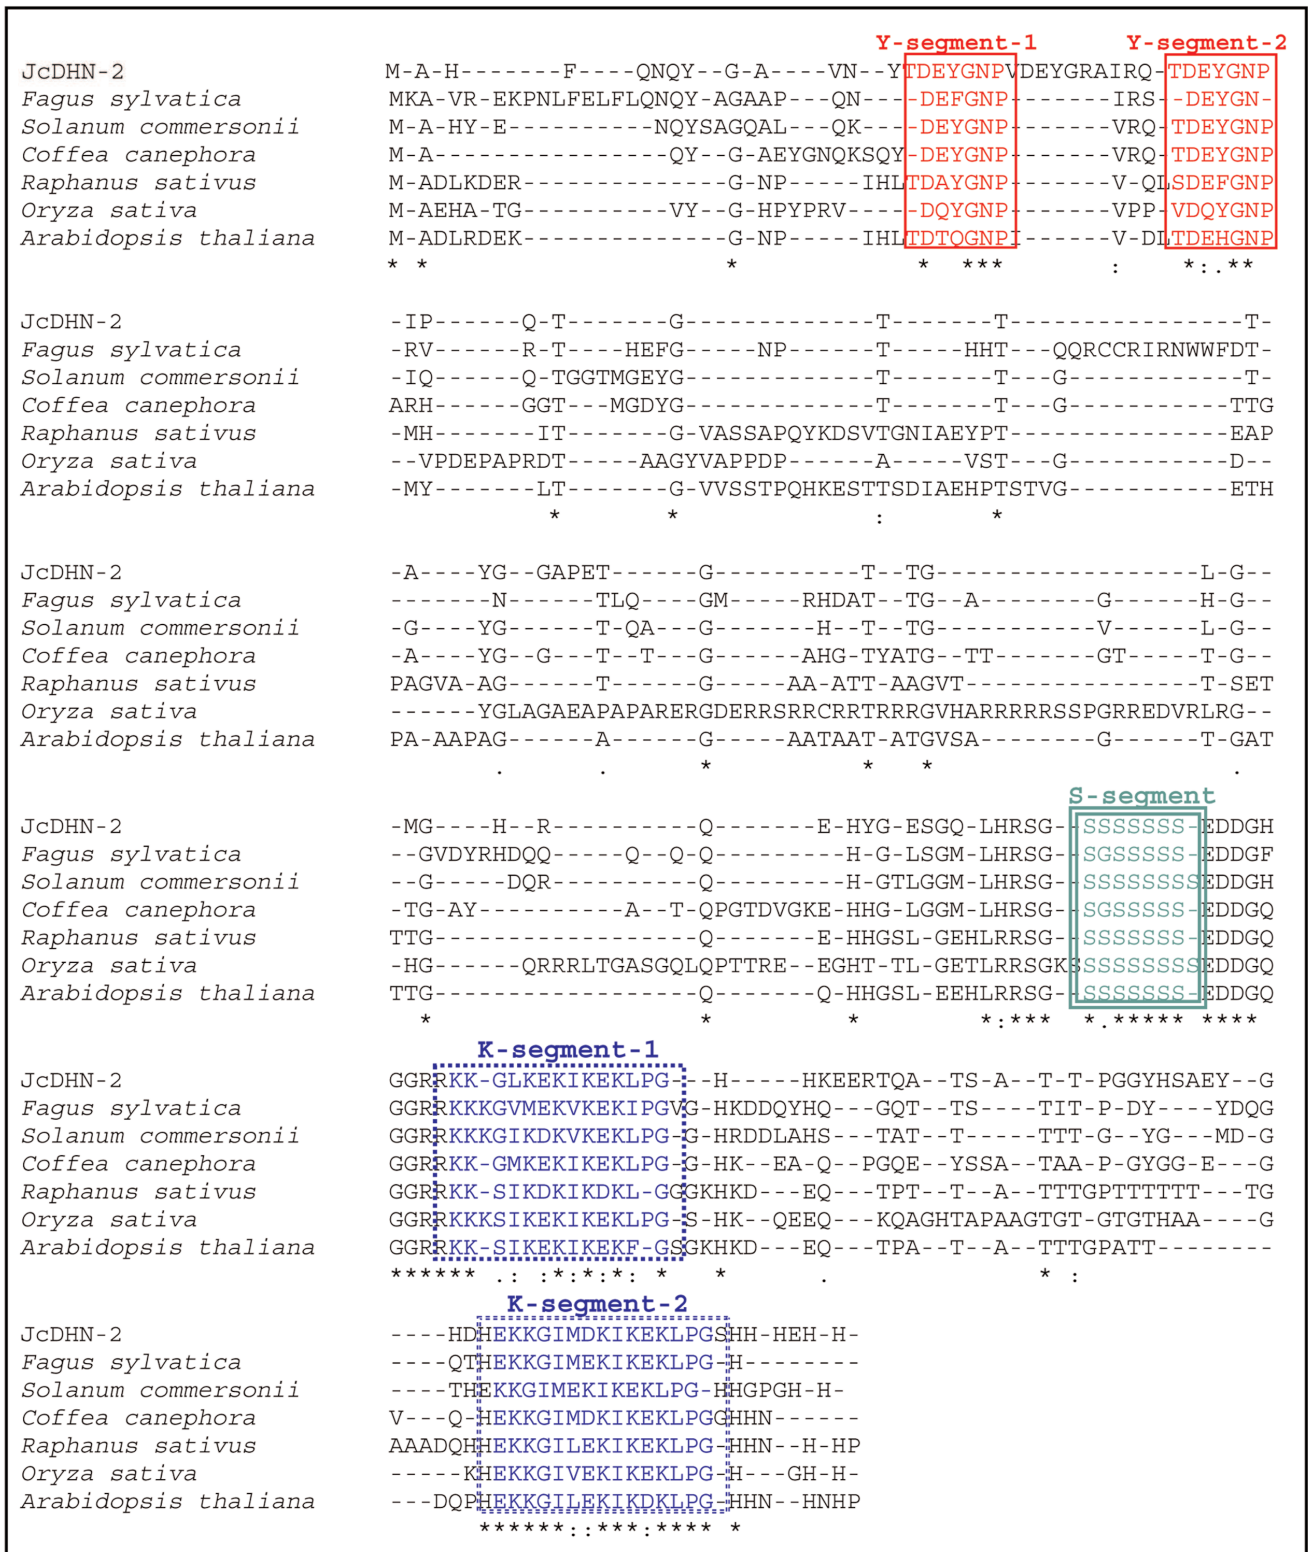 Y-segment-1 Y-segment-2
JcDHN-2 M-A-H-------F----QNQY--G-A----VN--YTDEYGNPVDEYGRAIRQ-TDEYGNP
Fagus sylvatica MKA-VR-EKPNLFELFLQNQY-AGAAP---QN----DEFGNP-------IRS--DEYGN-
Solanum commersonii M-A-HY-E----------NQYSAGQAL---QK----DEYGNP-------VRQ-TDEYGNP
Coffea canephora M-A----------------QY--G-AEYGNQKSQY-DEYGNP-------VRQ-TDEYGNP
Raphanus sativus M-ADLKDER--------------G-NP-----IHLTDAYGNP-------V-QLSDEFGNP
Oryza sativa M-AEHA-TG----------VY--G-HPYPRV-----DQYGNP-------VPP-VDQYGNP
Arabidopsis thaliana M-ADLRDEK--------------G-NP-----IHLTDTQGNPI------V-DLTDEHGNP
* * * * *** : *:.**
JcDHN-2 -IP------Q-T-------G-------------T-------T----------------T-
Fagus sylvatica -RV------R-T----HEFG-----NP------T-----HHT---QQRCCRIRNWWFDT-
Solanum commersonii -IQ------Q-TGGTMGEYG-------------T-------T---G------------T-
Coffea canephora ARH------GGT---MGDYG-------------T-------T---G-----------TTG
Raphanus sativus -MH-------IT-------G-VASSAPQYKDSVTGNIAEYPT---------------EAP
Oryza sativa --VPDEPAPRDT-----AAGYVAPPDP------A-----VST---G-----------D--
Arabidopsis thaliana -MY-------LT-------G-VVSSTPQHKESTTSDIAEHPTSTVG-----------ETH
* * : *
JcDHN-2 -A----YG--GAPET------G----------T--TG------------------L-G--
Fagus sylvatica -------N------TLQ----GM-----RHDAT--TG--A--------G------H-G--
Solanum commersonii -G----YG------T-QA---G-------H--T--TG-----------V------L-G--
Coffea canephora -A----YG--G---T--T---G------AHG-TYATG--TT-------GT-----T-G--
Raphanus sativus PAGVA-AG------T------G-----AA-ATT-AAGVT----------------T-SET
Oryza sativa ------YGLAGAEAPAPARERGDERRSRRCRRTRRRGVHARRRRRSSPGRREDVRLRG--
Arabidopsis thaliana PA-AAPAG------A------G-----AATAAT-ATGVSA--------G------T-GAT
. . * * * .
S-segment
JcDHN-2 -MG----H--R----------Q-------E-HYG-ESGQ-LHRSG--SSSSSSS-EDDGH
Fagus sylvatica --GVDYRHDQQ-----Q--Q-Q---------H-G-LSGM-LHRSG--SGSSSSS-EDDGF
Solanum commersonii --G-----DQR----------Q---------H-GTLGGM-LHRSG--SSSSSSSSEDDGH
Coffea canephora -TG-AY----------A--T-QPGTDVGKE-HHG-LGGM-LHRSG--SGSSSSS-EDDGQ
Raphanus sativus TTG------------------Q-------E-HHGSL-GEHLRRSG--SSSSSSS-EDDGQ
Oryza sativa -HG------QRRRLTGASGQLQPTTRE--EGHT-TL-GETLRRSGKSSSSSSSSSEDDGQ
Arabidopsis thaliana TTG------------------Q-------Q-HHGSL-EEHLRRSG--SSSSSSS-EDDGQ
* * * *:*** *.***** ****
K-segment-1
JcDHN-2 GGRRKK-GLKEKIKEKLPG---H-----HKEERTQA--TS-A--T-T-PGGYHSAEY--G
Fagus sylvatica GGRRKKKGVMEKVKEKIPGVG-HKDDQYHQ---GQT--TS----TIT-P-DY----YDQG
Solanum commersonii GGRRKKKGIKDKVKEKLPG-G-HRDDLAHS---TAT--T-----TTT-G--YG---MD-G
Coffea canephora GGRRKK-GMKEKIKEKLPG-G-HK--EA-Q--PGQE--YSSA--TAA-P-GYGG-E---G
Raphanus sativus GGRRKK-SIKDKIKDKL-GGGKHKD---EQ---TPT--T--A--TTTGPTTTTTT---TG
Oryza sativa GGRRKKKSIKEKIKEKLPG-S-HK--QEEQ---KQAGHTAPAAGTGT-GTGTHAA----G
Arabidopsis thaliana GGRRKK-SIKEKIKEKF-GSGKHKD---EQ---TPA--T--A--TTTGPATT--------
****** .: :*:*:*: * * . * :
K-segment-2
JcDHN-2 ----HDHEKKGIMDKIKEKLPGSHH-HEH-H-
Fagus sylvatica ----QTHEKKGIMEKIKEKLPG-H--------
Solanum commersonii ----THEKKGIMEKIKEKLPG-HHGPGH-H-
Coffea canephora V---Q-HEKKGIMDKIKEKLPGGHHN------
Raphanus sativus AAADQHHEKKGILEKIKEKLPG-HHN--H-HP
Oryza sativa -----KHEKKGIVEKIKEKLPG-H---GH-H-
Arabidopsis thaliana ---DQPHEKKGILEKIKDKLPG-HHN--HNHP
******::***:**** *